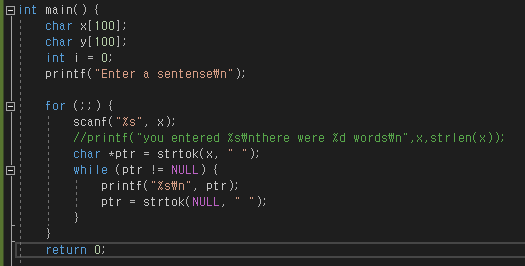 int main() {
char x[100];
char y[100];
int i = 0;
printf("Enter a sentence₩n");
for (;;) {
scanf("%s", x);
//printf("you entered %s₩nthere were %d words₩n",x,strlen(x));
char *ptr = strtok(x, " ");
while (ptr != NULL) {
printf("%s₩n", ptr);
ptr = strtok(NULL, " ");
}
}
return 0;